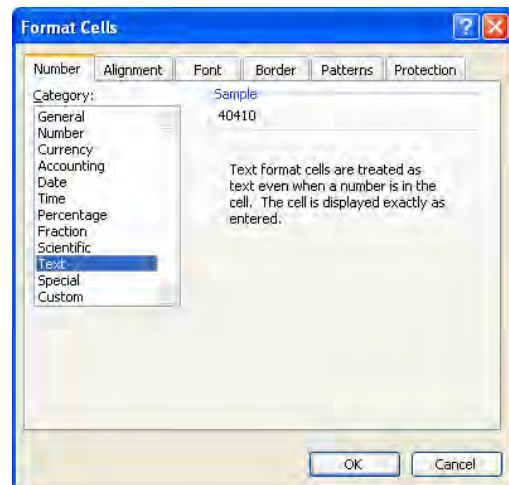 Format Cells
Number Alignment Font Border Patterns Protection
Category:
General
Number
Currency
Accounting
Date
Time
Percentage
Fraction
Scientific
Text
Special
Custom
Sample
40410
Text format cells are treated as
text even when a number is in the
cell. The cell is displayed exactly as
entered.
OK Cancel